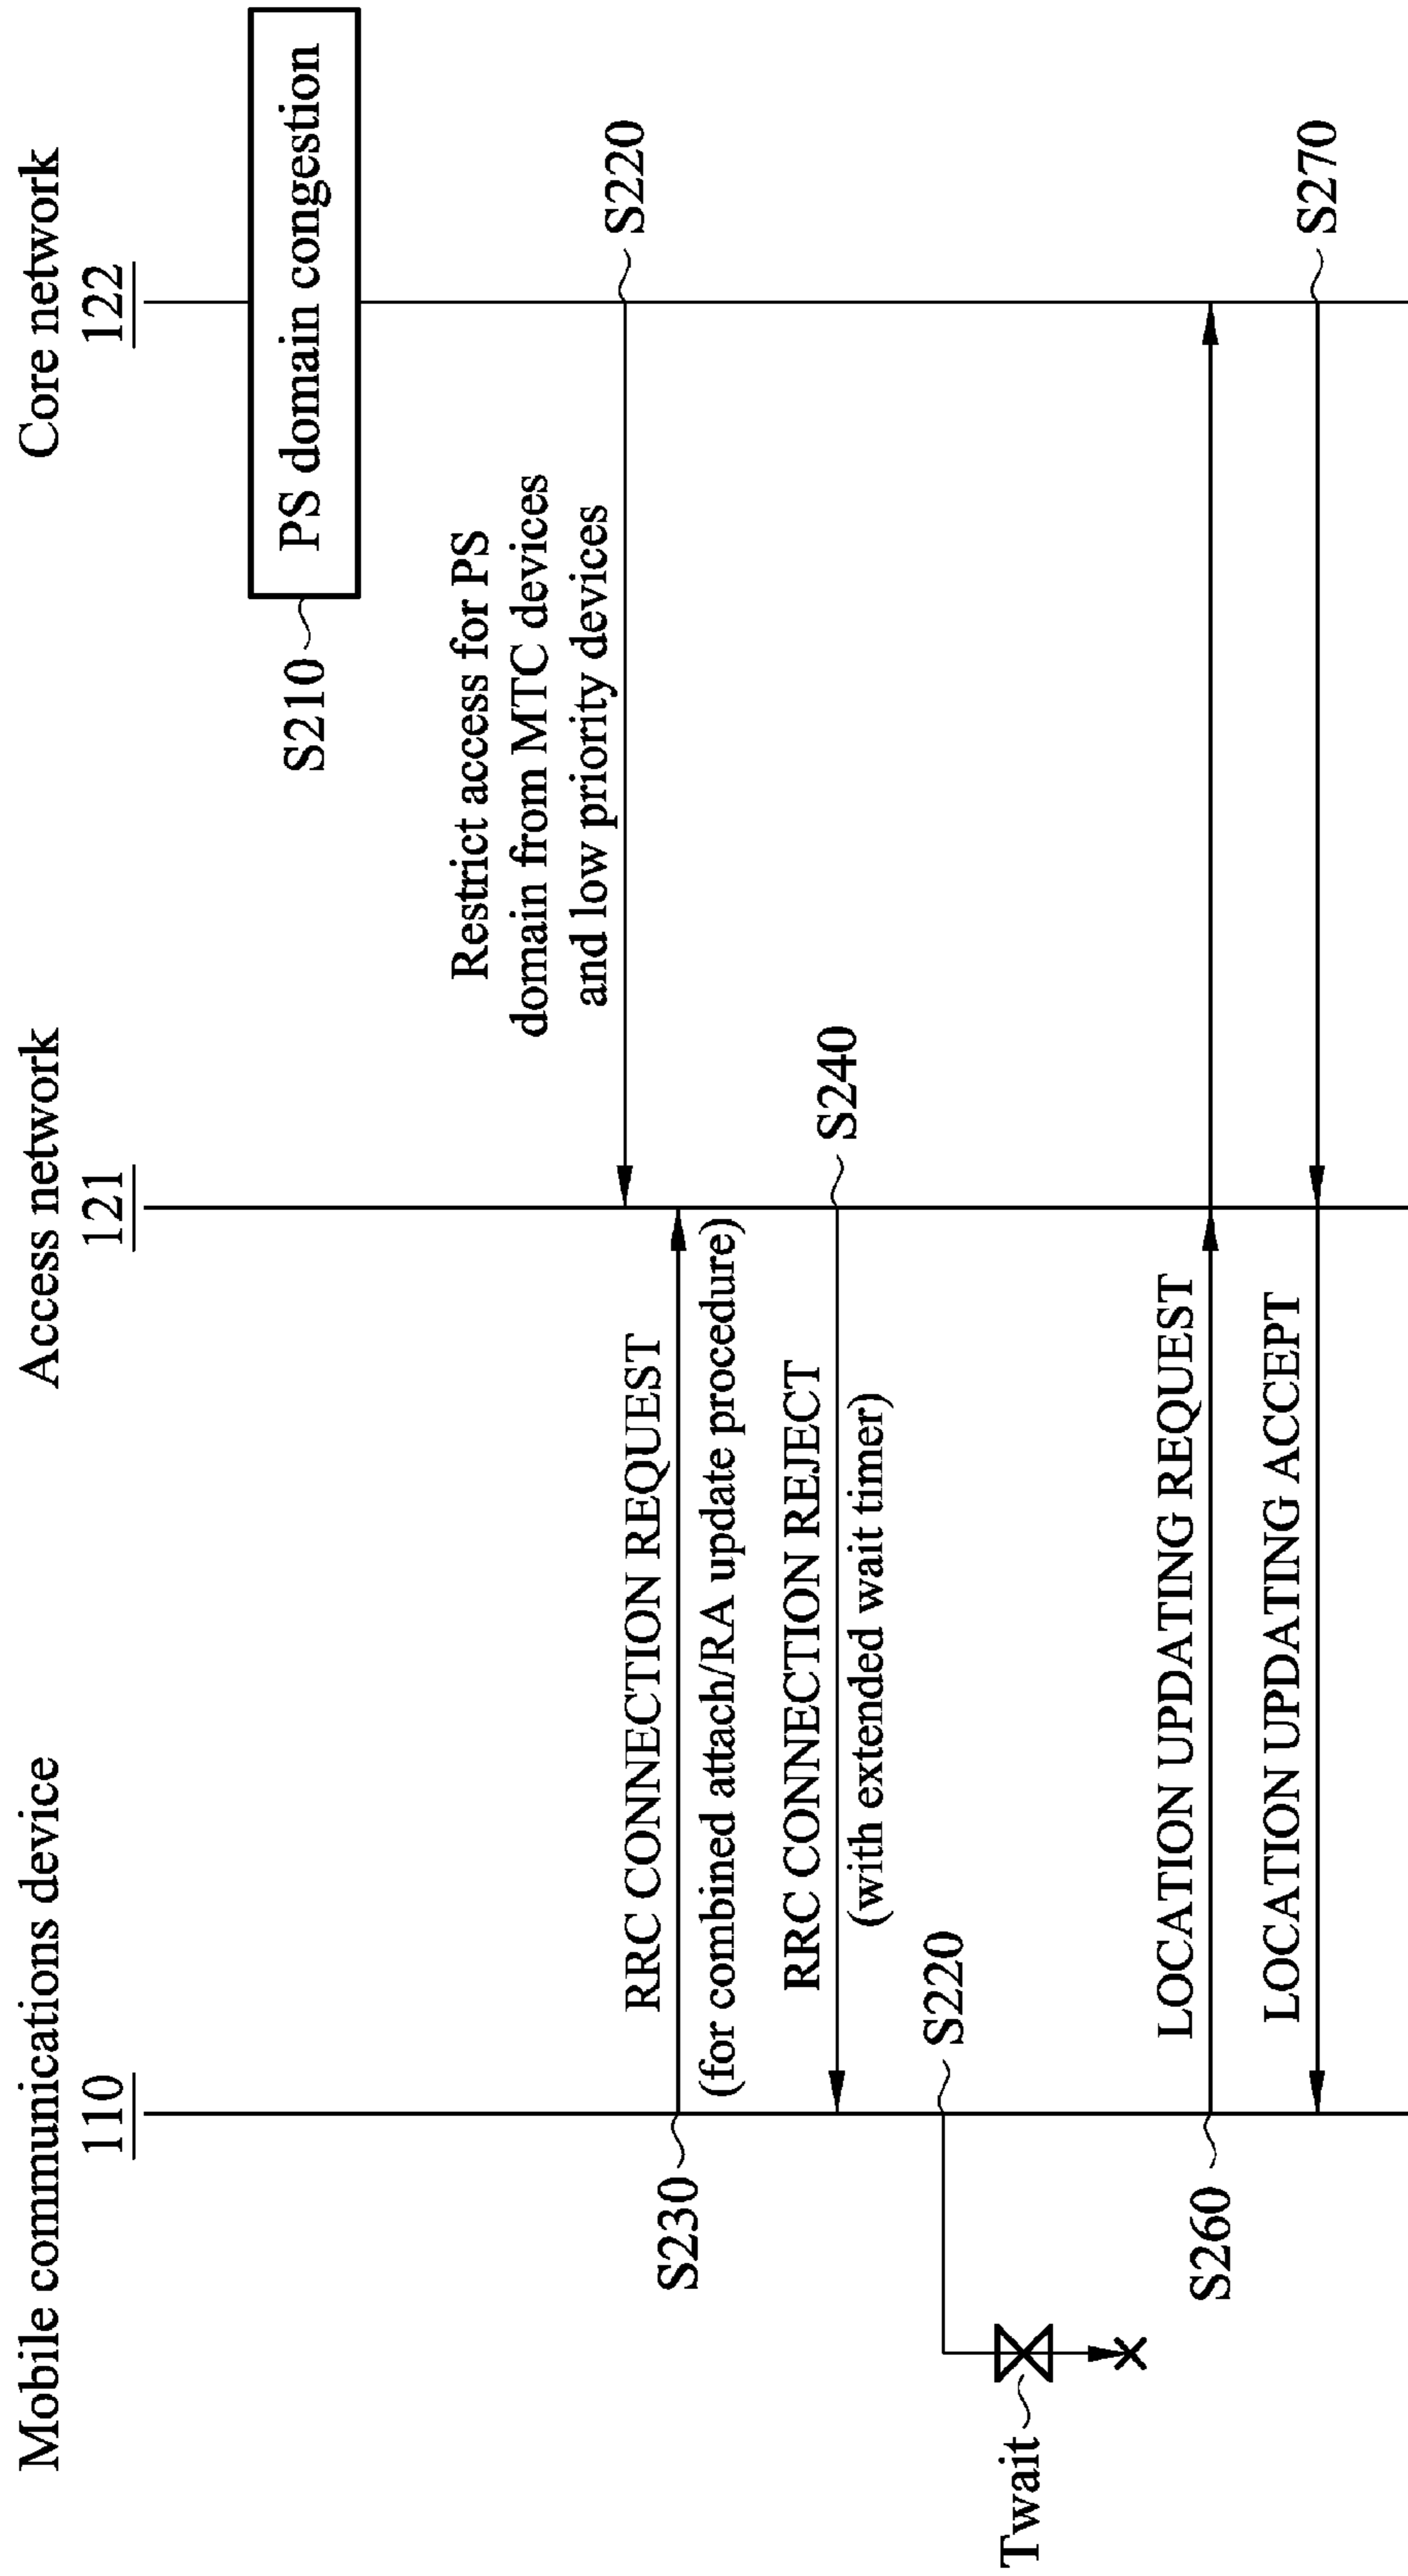 Mobile communications device
110
Access network
121
Core network
122
S210
PS domain congestion
Restrict access for PS
domain from MTC devices
and low priority devices
S220
S230
RRC CONNECTION REQUEST
(for combined attach/RA update procedure)
S240
RRC CONNECTION REJECT
(with extended wait timer)
S220
Twait
S260
LOCATION UPDATING REQUEST
LOCATION UPDATING ACCEPT
S270